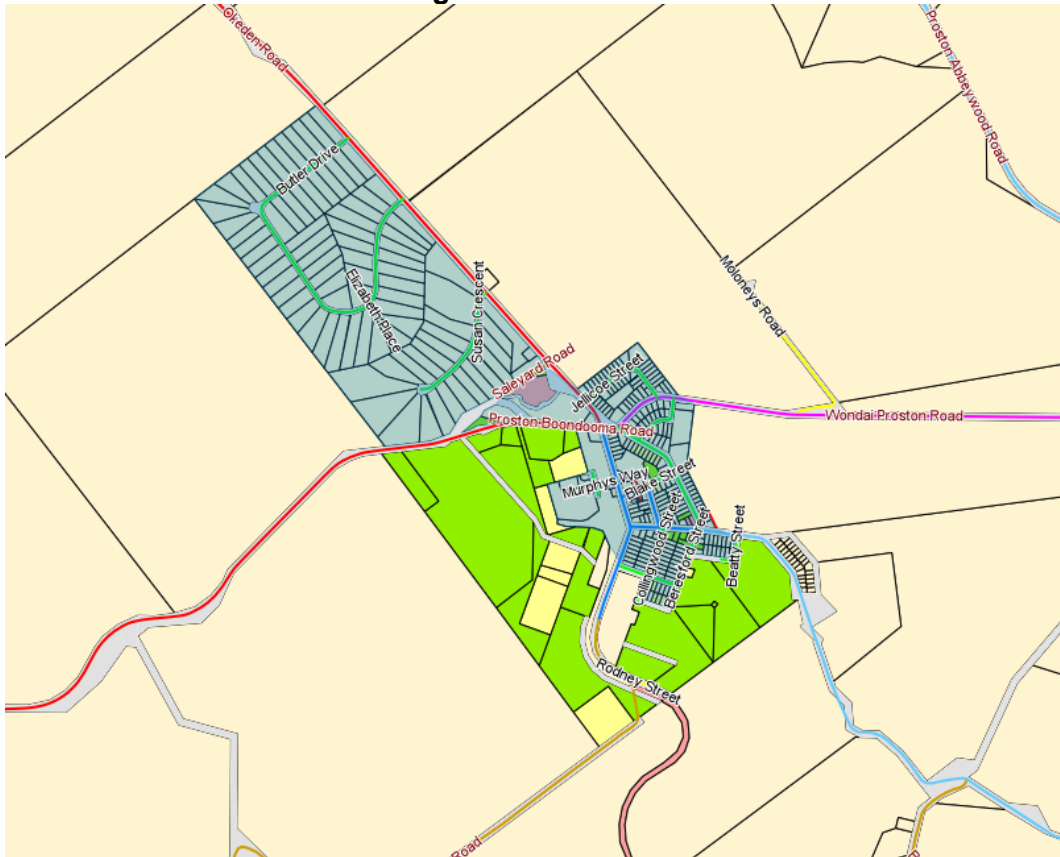 g
Okeden Road
Proston Abbeywood Road
Butler Drive
Elizabeth Place
Susan Crescent
Moloneys Road
Saleyard Road
Jellicoe Street
Wondai Proston Road
Proston Boondooma Road
Murphys Way
Blake Street
Collingwood Street
Beresford Street
Beatty Street
Rodney Street
Road